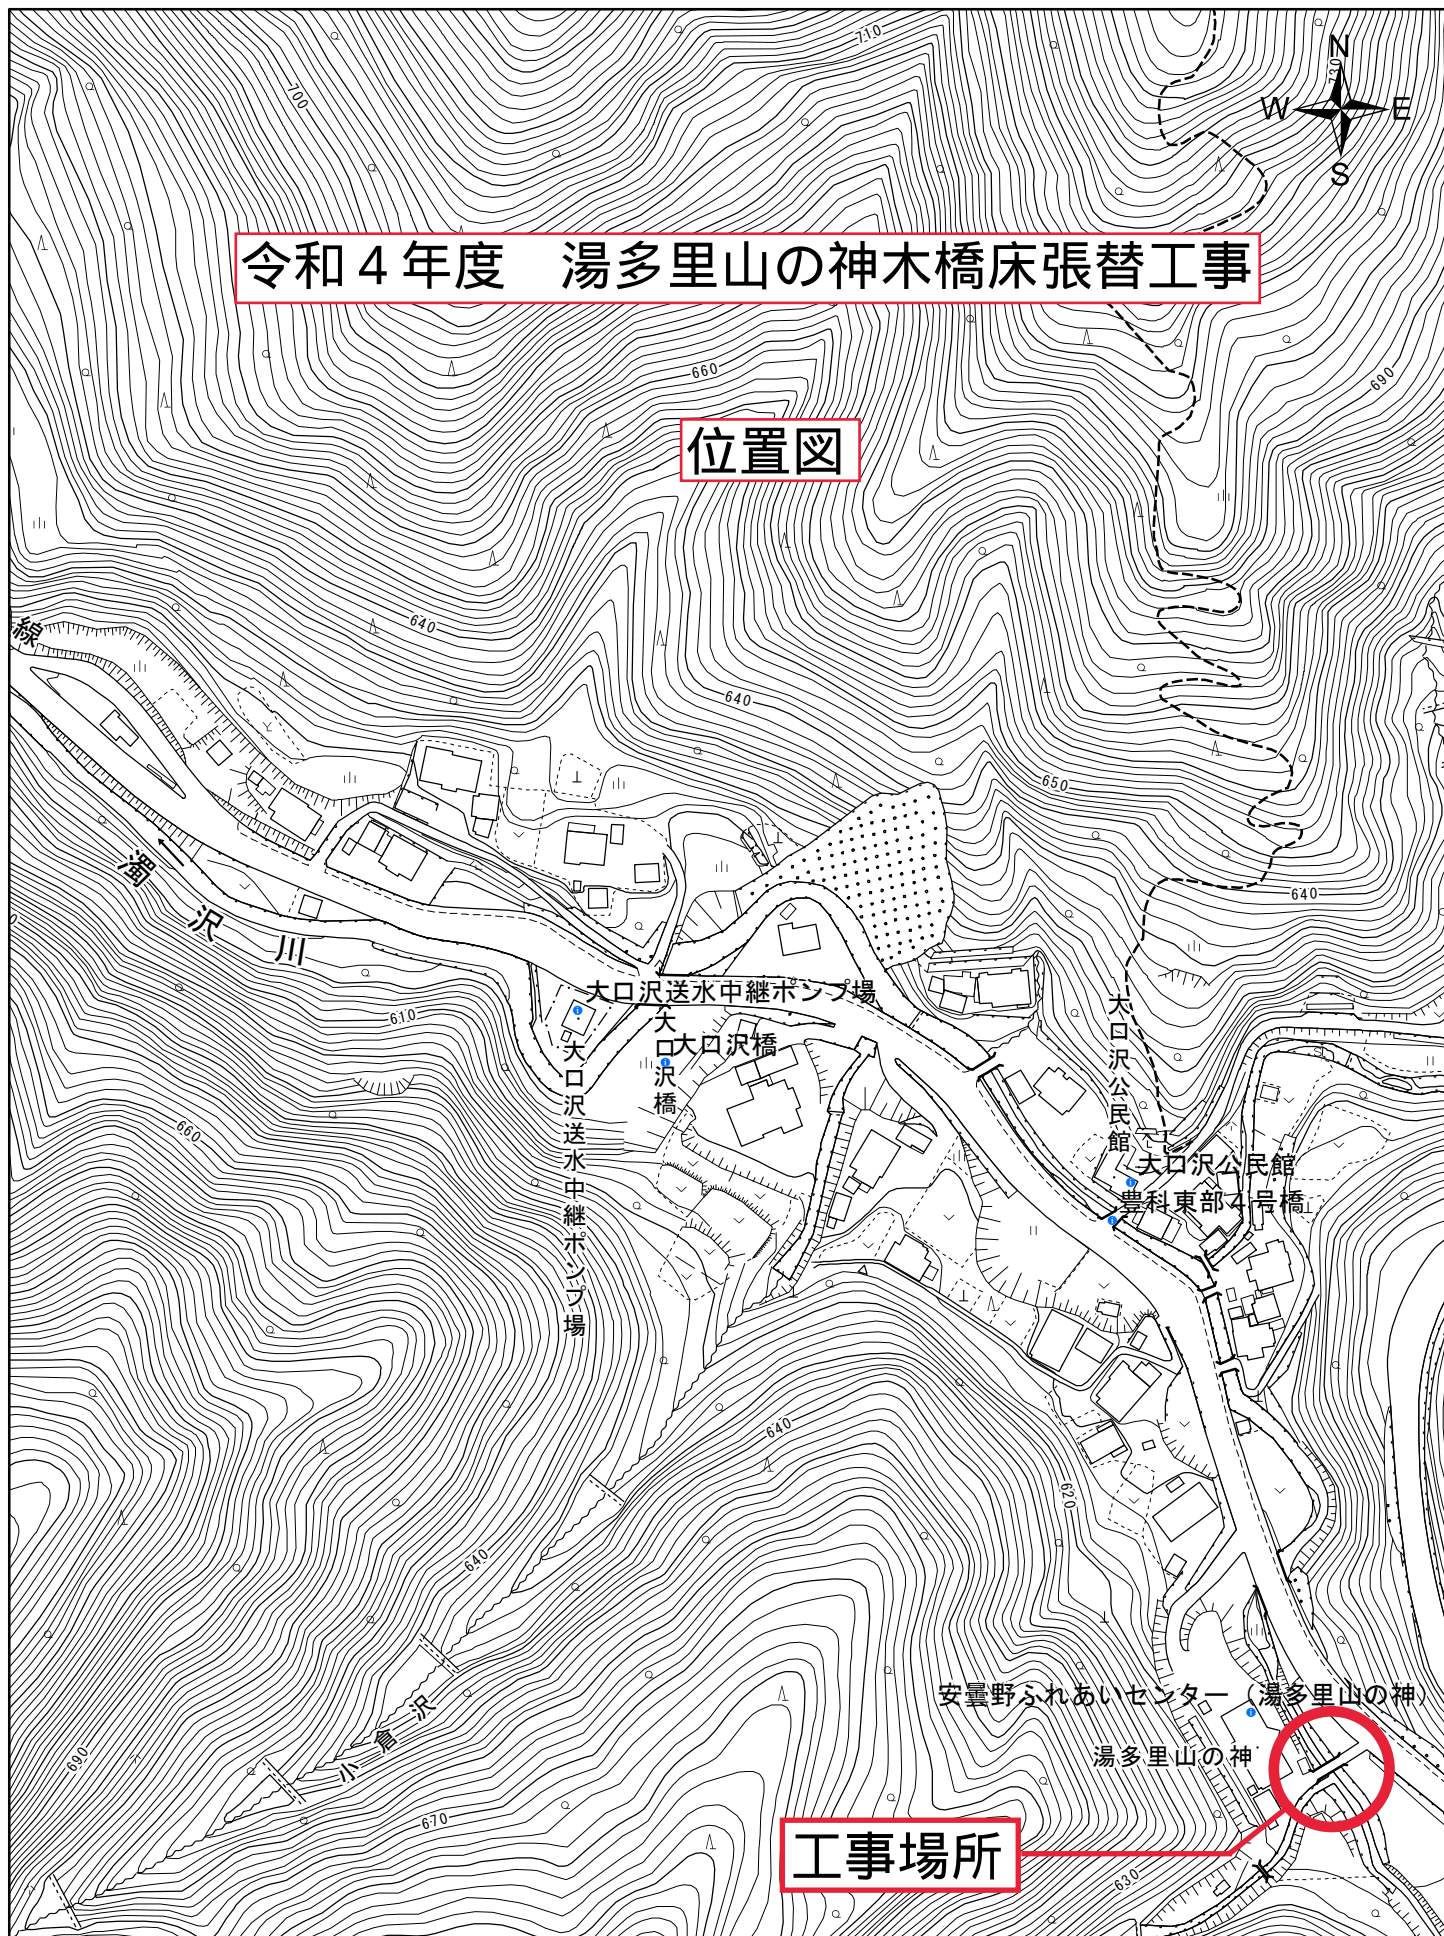 710
N
730
W E
S
700
令和４年度　湯多里山の神木橋床張替工事
660
690
位置図
640
線
640
650
640
濁沢川
大口沢送水中継ポンプ場
大口沢公民館
610
大口沢橋
大口沢橋
大口沢送水中継ポンプ場
660
大口沢公民館
豊科東部４号橋
640
620
640
安曇野ふれあいセンター（湯多里山の神）
小倉沢
湯多里山の神
690
670
工事場所
630